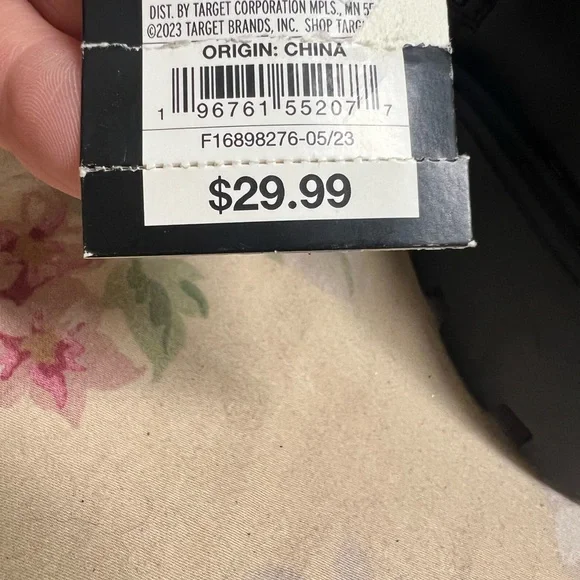 DIST. BY TARGET CORPORATION MPLS., MN
©2023 TARGET BRANDS, INC. SHOP
ORIGIN: CHINA
1 96761 55207 7
F16898276-05/23
$29.99